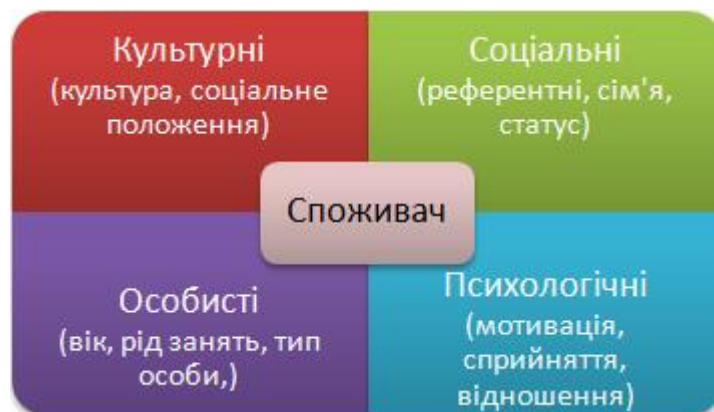 Культурні
(культура, соціальне
положення)
Соціальні
(референтні, сім'я,
статус)
Споживач
Особисті
(вік, рід занять, тип
особи,)
Психологічні
(мотивація,
сприйняття,
відношення)